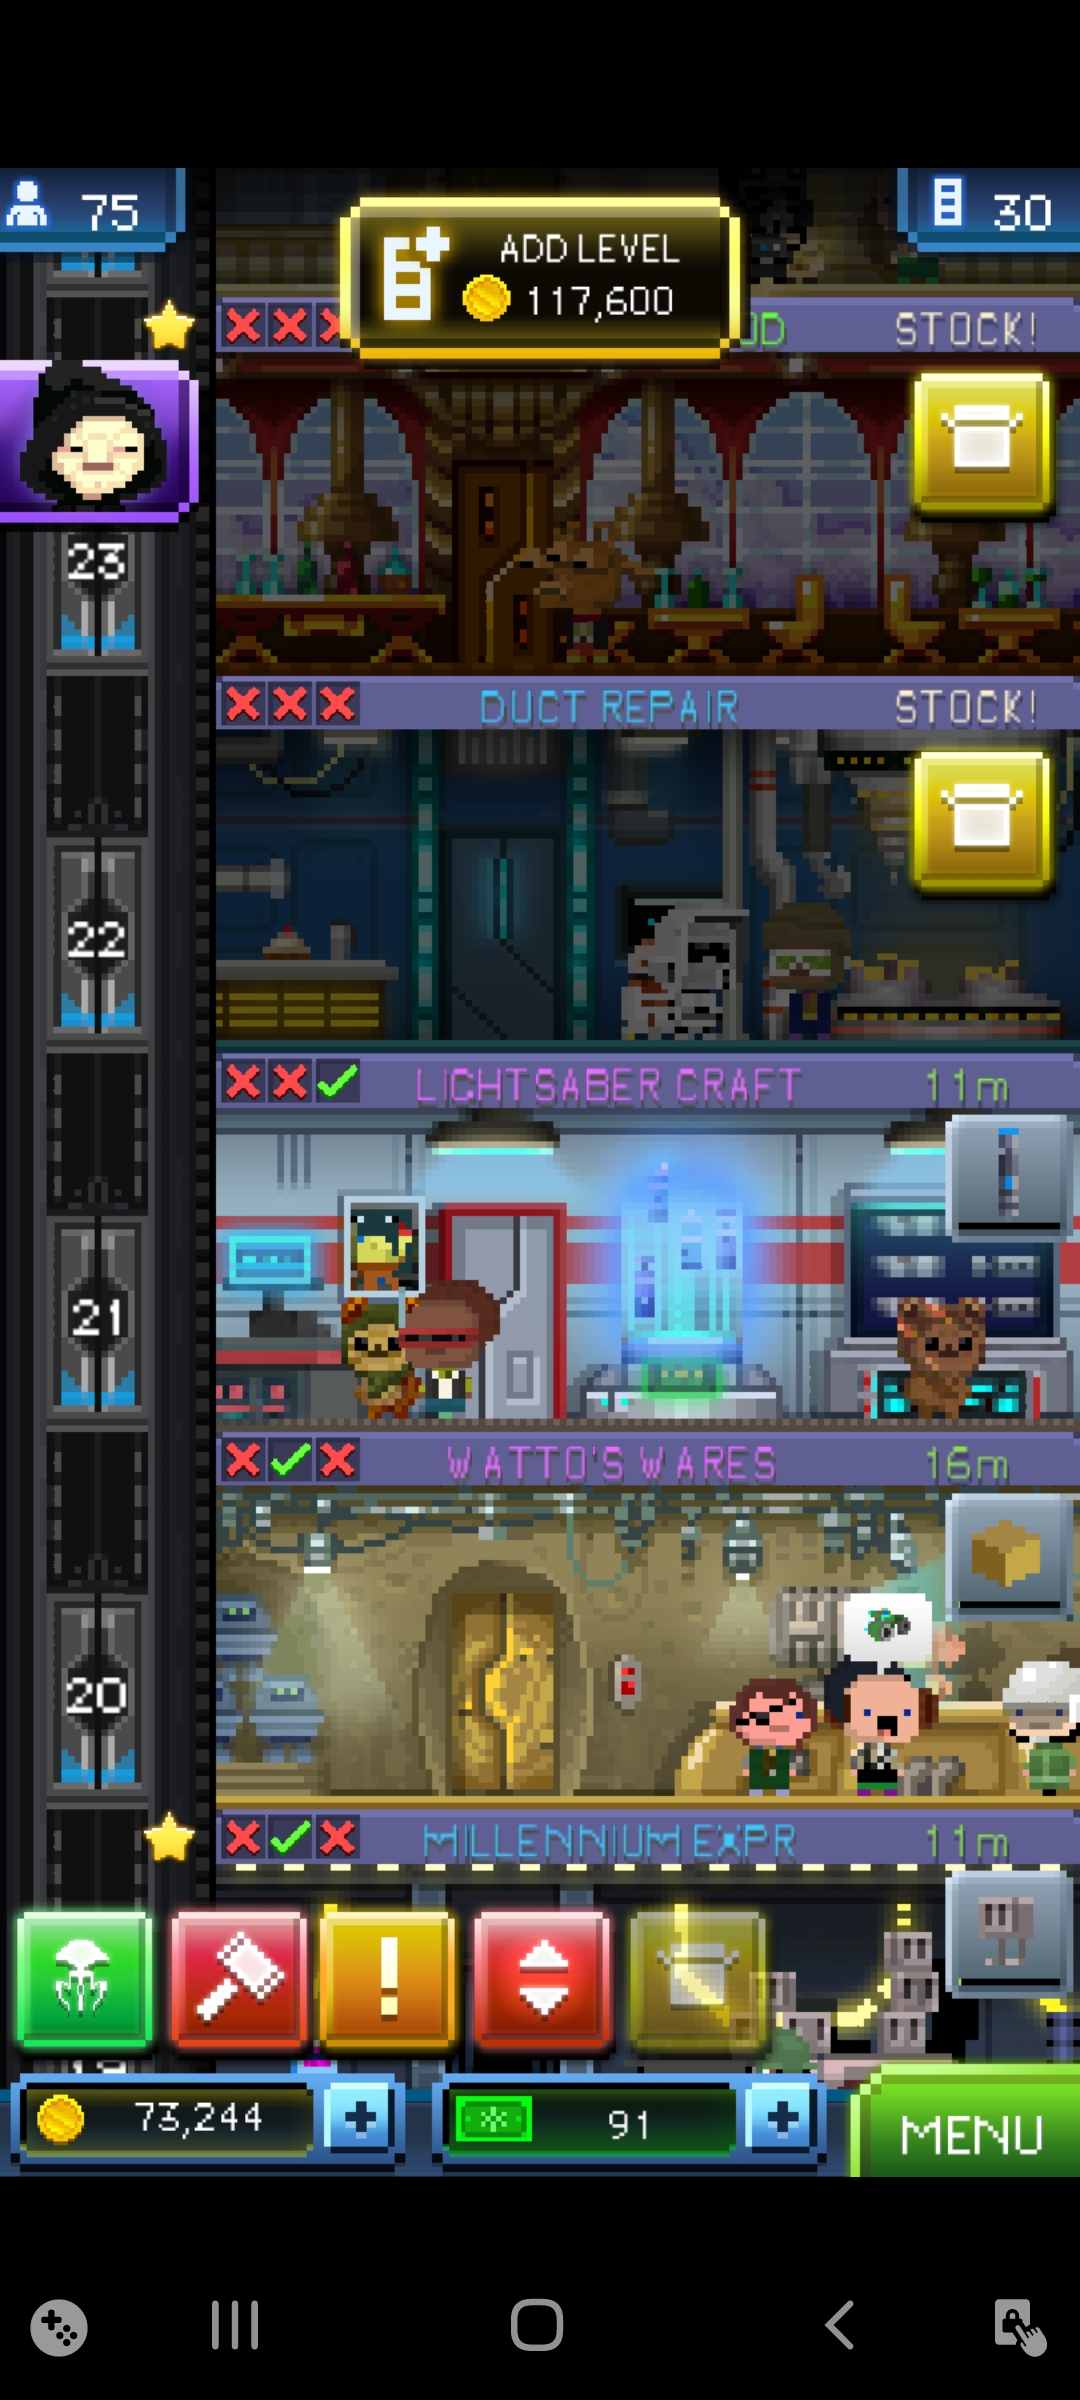 75
30
ADD LEVEL
117,600
STOCK!
23
DUCT REPAIR
STOCK!
22
LIGHTSABER CRAFT
11m
21
WATTO'S WARES
16m
20
MILLENNIUM EXPR
11m
73,244
91
MENU